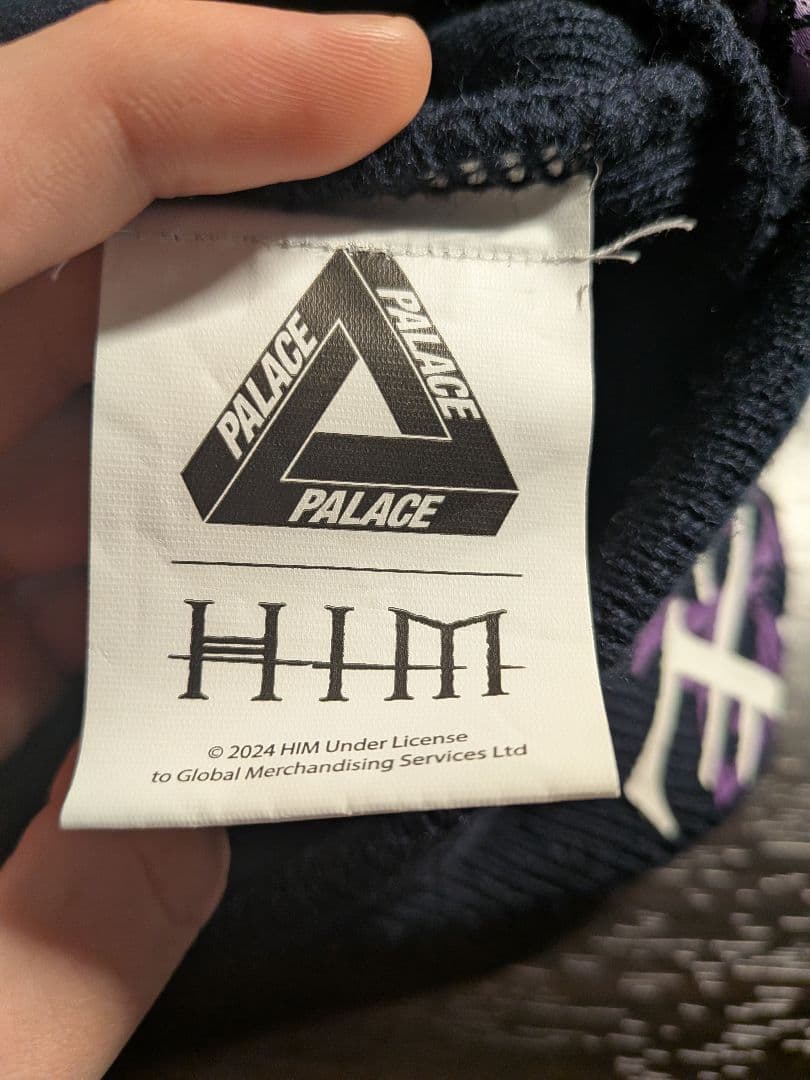 PALACE
PALACE
PALACE
HIM
© 2024 HIM Under License
to Global Merchandising Services Ltd